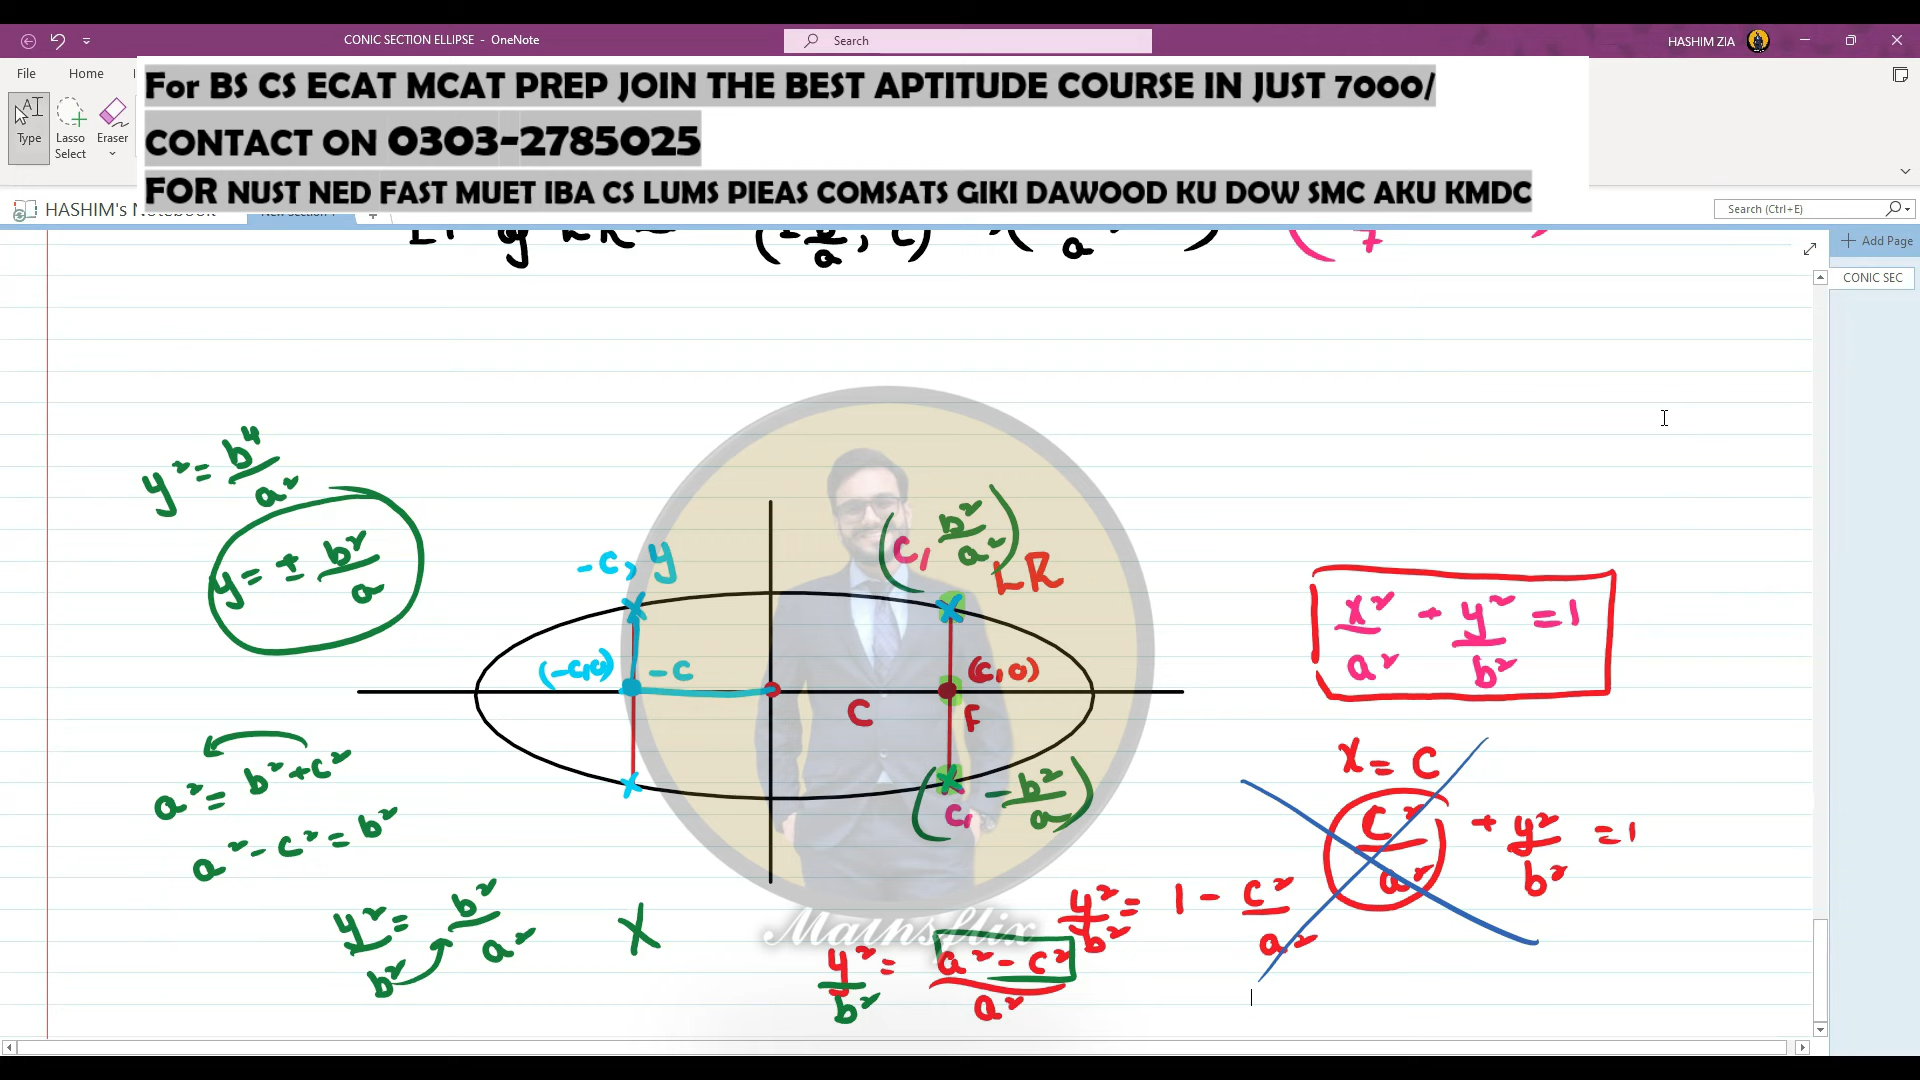 CONIC SECTION ELLIPSE - OneNote
Search
HASHIM ZIA
File
Home
For BS CS ECAT MCAT PREP JOIN THE BEST APTITUDE COURSE IN JUST 7000/
CONTACT ON 0303-2785025
FOR NUST NED FAST MUET IBA CS LUMS PIEAS COMSATS GIKI DAWOOD KU DOW SMC AKU KMDC
Type
Lasso Select
Eraser
HASHIM's Notebook
Search (Ctrl+E)
Add Page
CONIC SEC
y² = b⁴/a²
y = ± b²/a
-c, y
(c, b²/a²)
LR
x²/a² + y²/b² = 1
(-c,0)
-c
(c,0)
C
F
(c, -b²/a)
a² = b² + c²
a² - c² = b²
x = c
c²/a² + y²/b² = 1
y²/b² = 1 - c²/a²
y²/b² = b²/a²
X
Mathsflix
y²/b² = a² - c²/a²